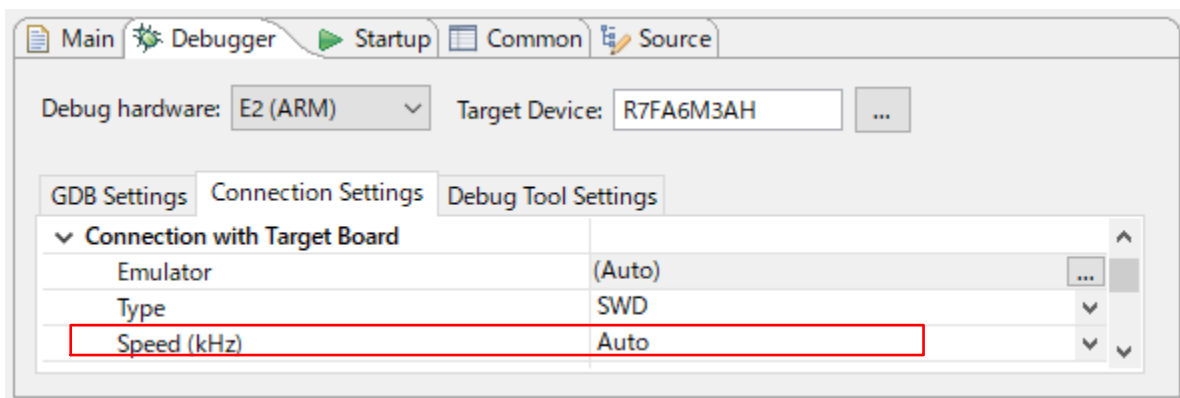 Main Debugger Startup Common Source
Debug hardware: E2 (ARM) Target Device: R7FA6M3AH ...
GDB Settings Connection Settings Debug Tool Settings
Connection with Target Board
Emulator (Auto) ...
Type SWD
Speed (kHz) Auto